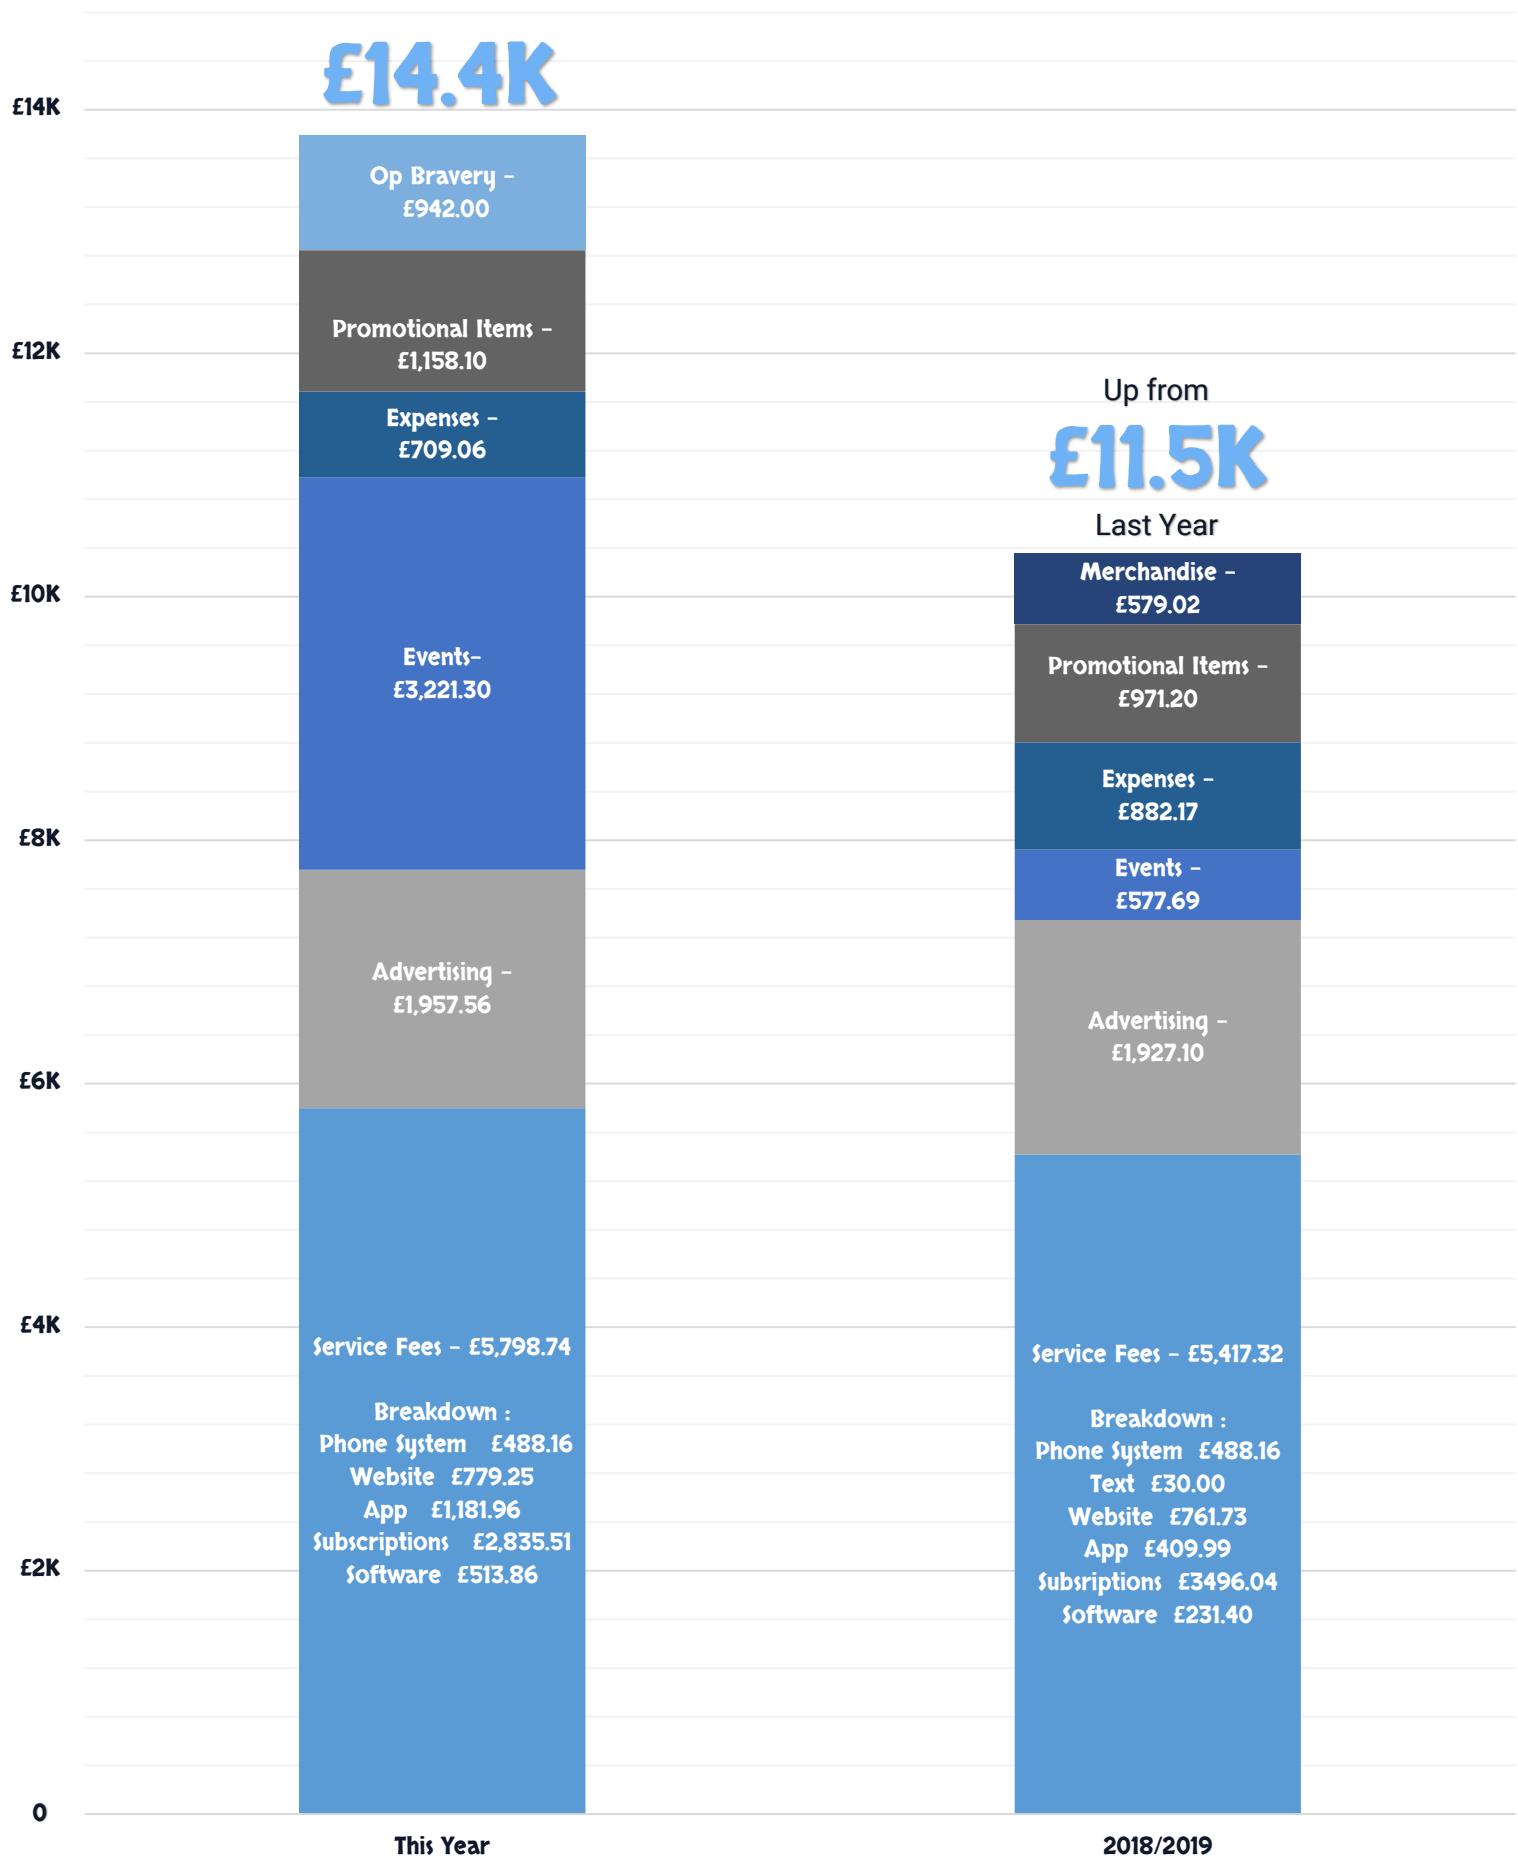 £14K
£12K
£10K
£8K
£6K
£4K
£2K
0
£14.4K
Op Bravery –
£942.00
Promotional Items –
£1,158.10
Expenses –
£709.06
Events–
£3,221.30
Advertising –
£1,957.56
Service Fees – £5,798.74
Breakdown :
Phone System £488.16
Website £779.25
App £1,181.96
Subscriptions £2,835.51
Software £513.86
This Year
Up from
£11.5K
Last Year
Merchandise –
£579.02
Promotional Items –
£971.20
Expenses –
£882.17
Events –
£577.69
Advertising –
£1,927.10
Service Fees – £5,417.32
Breakdown :
Phone System £488.16
Text £30.00
Website £761.73
App £409.99
Subsriptions £3496.04
Software £231.40
2018/2019